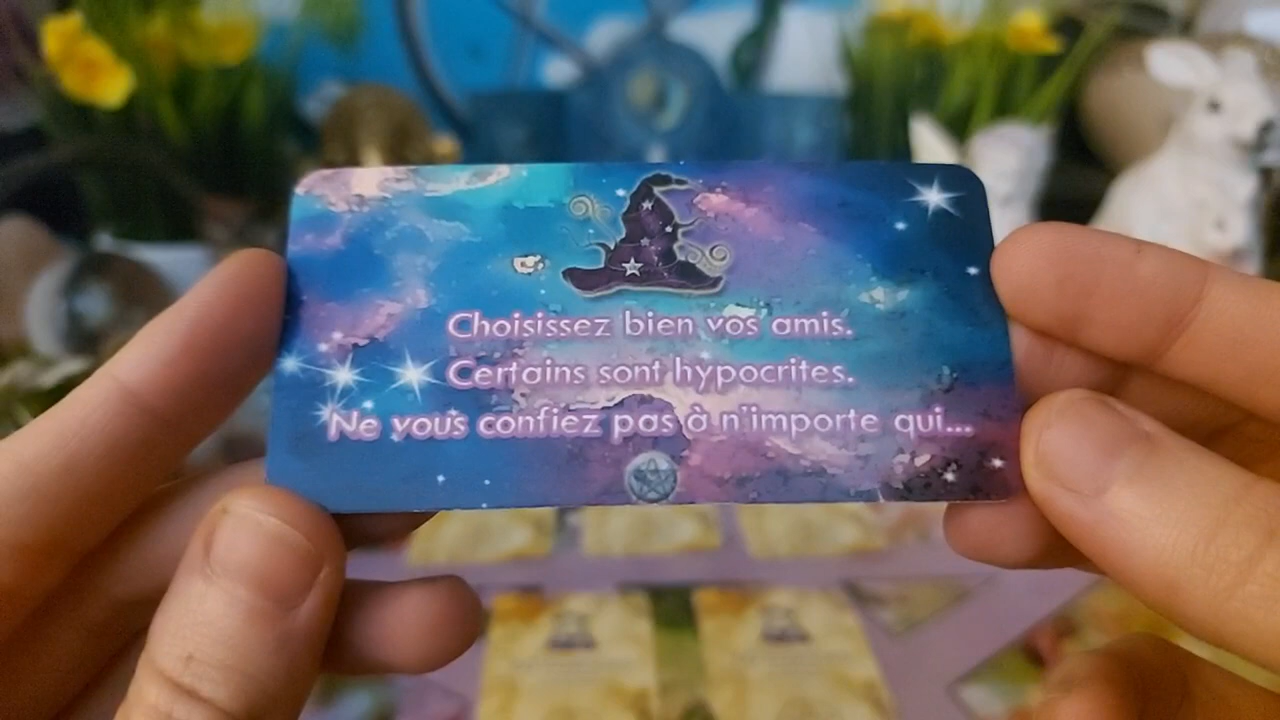 Choisissez bien vos amis.
Certains sont hypocrites.
Ne vous confiez pas à n'importe qui...